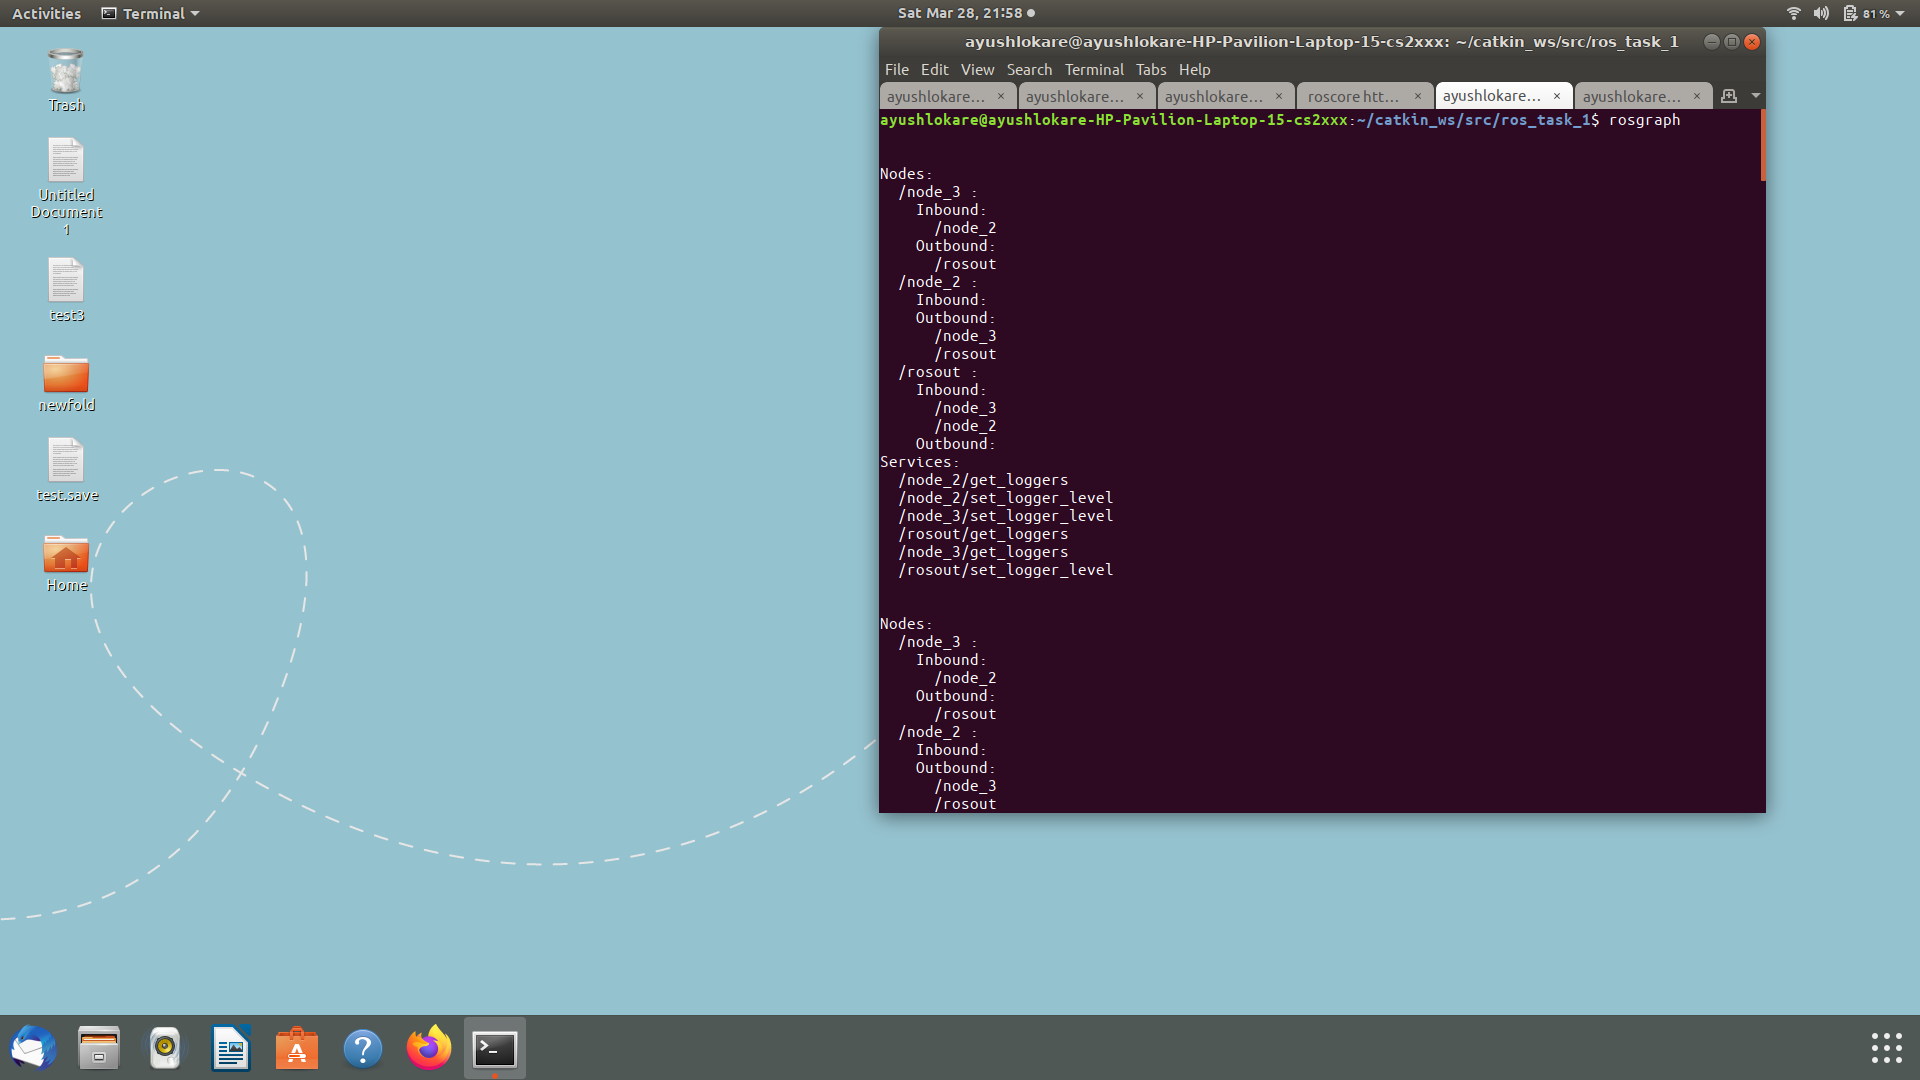 Activities
Terminal
Sat Mar 28, 21:58
81 %
Trash
Untitled
Document
1
test3
newfold
test.save
Home
ayushlokare@ayushlokare-HP-Pavilion-Laptop-15-cs2xxx: ~/catkin_ws/src/ros_task_1
File Edit View Search Terminal Tabs Help
ayushlokare... × ayushlokare... × ayushlokare... × roscore htt... × ayushlokare... × ayushlokare... ×
ayushlokare@ayushlokare-HP-Pavilion-Laptop-15-cs2xxx:~/catkin_ws/src/ros_task_1$ rosgraph
Nodes:
/node_3 :
Inbound:
/node_2
Outbound:
/rosout
/node_2 :
Inbound:
Outbound:
/node_3
/rosout
/rosout :
Inbound:
/node_3
/node_2
Outbound:
Services:
/node_2/get_loggers
/node_2/set_logger_level
/node_3/set_logger_level
/rosout/get_loggers
/node_3/get_loggers
/rosout/set_logger_level
Nodes:
/node_3 :
Inbound:
/node_2
Outbound:
/rosout
/node_2 :
Inbound:
Outbound:
/node_3
/rosout